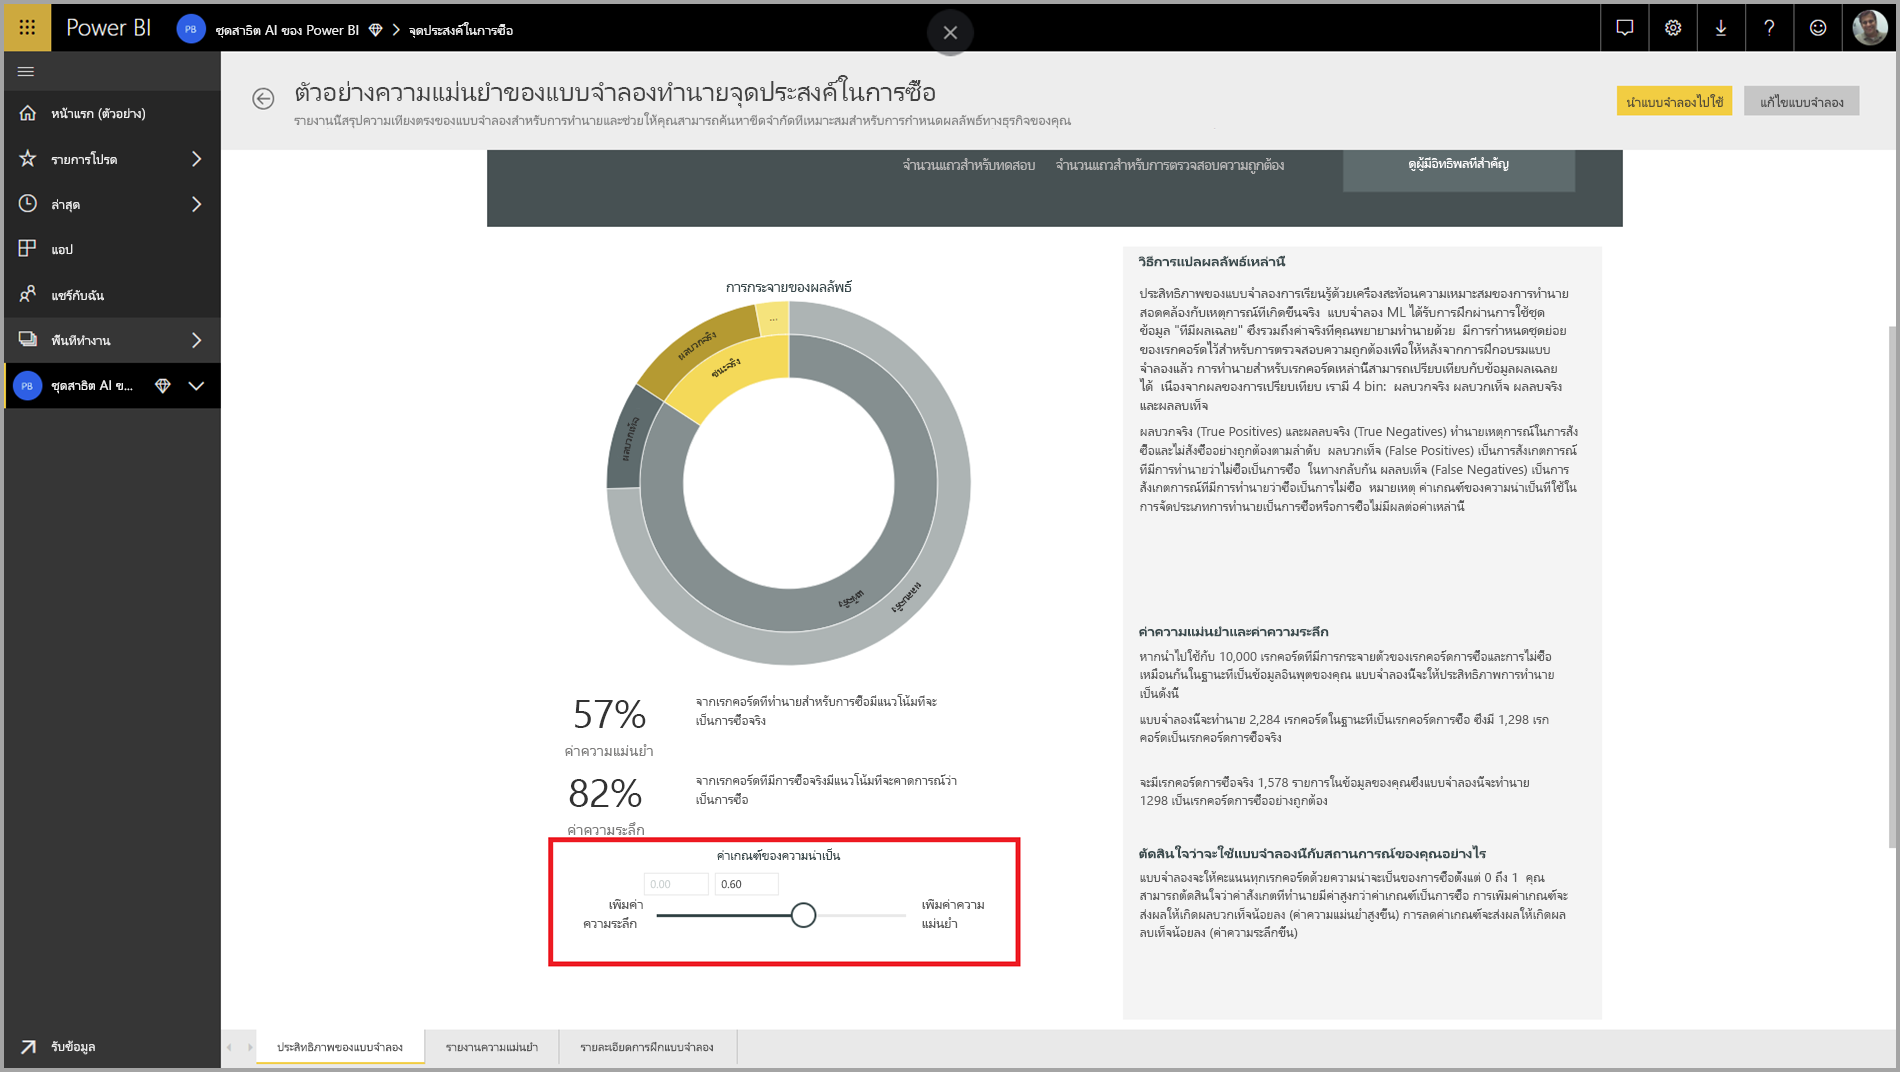 Power BI
PB
ชุดสาธิต AI ของ Power BI
จุดประสงค์ในการซื้อ
หน้าแรก (ตัวอย่าง)
รายการโปรด
ล่าสุด
แอป
แชร์กับฉัน
พื้นที่ทำงาน
PB
ชุดสาธิต AI ข...
รับข้อมูล
ตัวอย่างความแม่นยำของแบบจำลองทำนายจุดประสงค์ในการซื้อ
รายงานนี้สรุปความเที่ยงตรงของแบบจำลองสำหรับการทำนายและช่วยให้คุณสามารถค้นหาขีดจำกัดที่เหมาะสมสำหรับการกำหนดผลลัพธ์ทางธุรกิจของคุณ
นำแบบจำลองไปใช้
แก้ไขแบบจำลอง
จำนวนแถวสำหรับทดสอบ
จำนวนแถวสำหรับการตรวจสอบความถูกต้อง
ดูผู้มีอิทธิพลที่สำคัญ
การกระจายของผลลัพธ์
...
ผลบวกจริง
ชนะจริง
ผลบวกเท็จ
แพ้จริง
ผลลบจริง
57%
ค่าความแม่นยำ
จากเรกคอร์ดที่ทำนายสำหรับการซื้อมีแนวโน้มที่จะ
เป็นการซื้อจริง
82%
ค่าความระลึก
จากเรกคอร์ดที่มีการซื้อจริงมีแนวโน้มที่จะคาดการณ์ว่า
เป็นการซื้อ
ค่าเกณฑ์ของความน่าเป็น
0.00
0.60
เพิ่มค่า
ความระลึก
เพิ่มค่าความ
แม่นยำ
วิธีการแปลผลลัพธ์เหล่านี้
ประสิทธิภาพของแบบจำลองการเรียนรู้ด้วยเครื่องสะท้อนความเหมาะสมของการทำนาย
สอดคล้องกับเหตุการณ์ที่เกิดขึ้นจริง แบบจำลอง ML ได้รับการฝึกผ่านการใช้ชุด
ข้อมูล "ที่มีผลเฉลย" ซึ่งรวมถึงค่าจริงที่คุณพยายามทำนายด้วย มีการกำหนดชุดย่อย
ของเรกคอร์ดไว้สำหรับการตรวจสอบความถูกต้องเพื่อให้หลังจากการฝึกอบรมแบบ
จำลองแล้ว การทำนายสำหรับเรกคอร์ดเหล่านี้สามารถเปรียบเทียบกับข้อมูลผลเฉลย
ได้ เนื่องจากผลของการเปรียบเทียบ เรามี 4 bin: ผลบวกจริง ผลบวกเท็จ ผลลบจริง
และผลลบเท็จ
ผลบวกจริง (True Positives) และผลลบจริง (True Negatives) ทำนายเหตุการณ์ในการสั่ง
ซื้อและไม่สั่งซื้ออย่างถูกต้องตามลำดับ ผลบวกเท็จ (False Positives) เป็นการสังเกตการณ์
ที่มีการทำนายว่าไม่ซื้อเป็นการซื้อ ในทางกลับกัน ผลลบเท็จ (False Negatives) เป็นการ
สังเกตการณ์ที่มีการทำนายว่าซื้อเป็นการไม่ซื้อ หมายเหตุ ค่าเกณฑ์ของความน่าเป็นที่ใช้ใน
การจัดประเภทการทำนายเป็นการซื้อหรือการซื้อไม่มีผลต่อค่าเหล่านี้
ค่าความแม่นยำและค่าความระลึก
หากนำไปใช้กับ 10,000 เรกคอร์ดที่มีการกระจายตัวของเรกคอร์ดการซื้อและการไม่ซื้อ
เหมือนกันในฐานะที่เป็นข้อมูลอินพุตของคุณ แบบจำลองนี้จะให้ประสิทธิภาพการทำนาย
เป็นดังนี้
แบบจำลองนี้จะทำนาย 2,284 เรกคอร์ดในฐานะที่เป็นเรกคอร์ดการซื้อ ซึ่งมี 1,298 เรก
คอร์ดเป็นเรกคอร์ดการซื้อจริง
จะมีเรกคอร์ดการซื้อจริง 1,578 รายการในข้อมูลของคุณซึ่งแบบจำลองนี้จะทำนาย
1298 เป็นเรกคอร์ดการซื้ออย่างถูกต้อง
ตัดสินใจว่าจะใช้แบบจำลองนี้กับสถานการณ์ของคุณอย่างไร
แบบจำลองจะให้คะแนนทุกเรกคอร์ดด้วยความน่าจะเป็นของการซื้อตั้งแต่ 0 ถึง 1 คุณ
สามารถตัดสินใจว่าค่าสังเกตที่ทำนายมีค่าสูงกว่าค่าเกณฑ์เป็นการซื้อ การเพิ่มค่าเกณฑ์จะ
ส่งผลให้เกิดผลบวกเท็จน้อยลง (ค่าความแม่นยำสูงขึ้น) การลดค่าเกณฑ์จะส่งผลให้เกิดผล
ลบเท็จน้อยลง (ค่าความระลึกขึ้น)
ประสิทธิภาพของแบบจำลอง
รายงานความแม่นยำ
รายละเอียดการฝึกแบบจำลอง